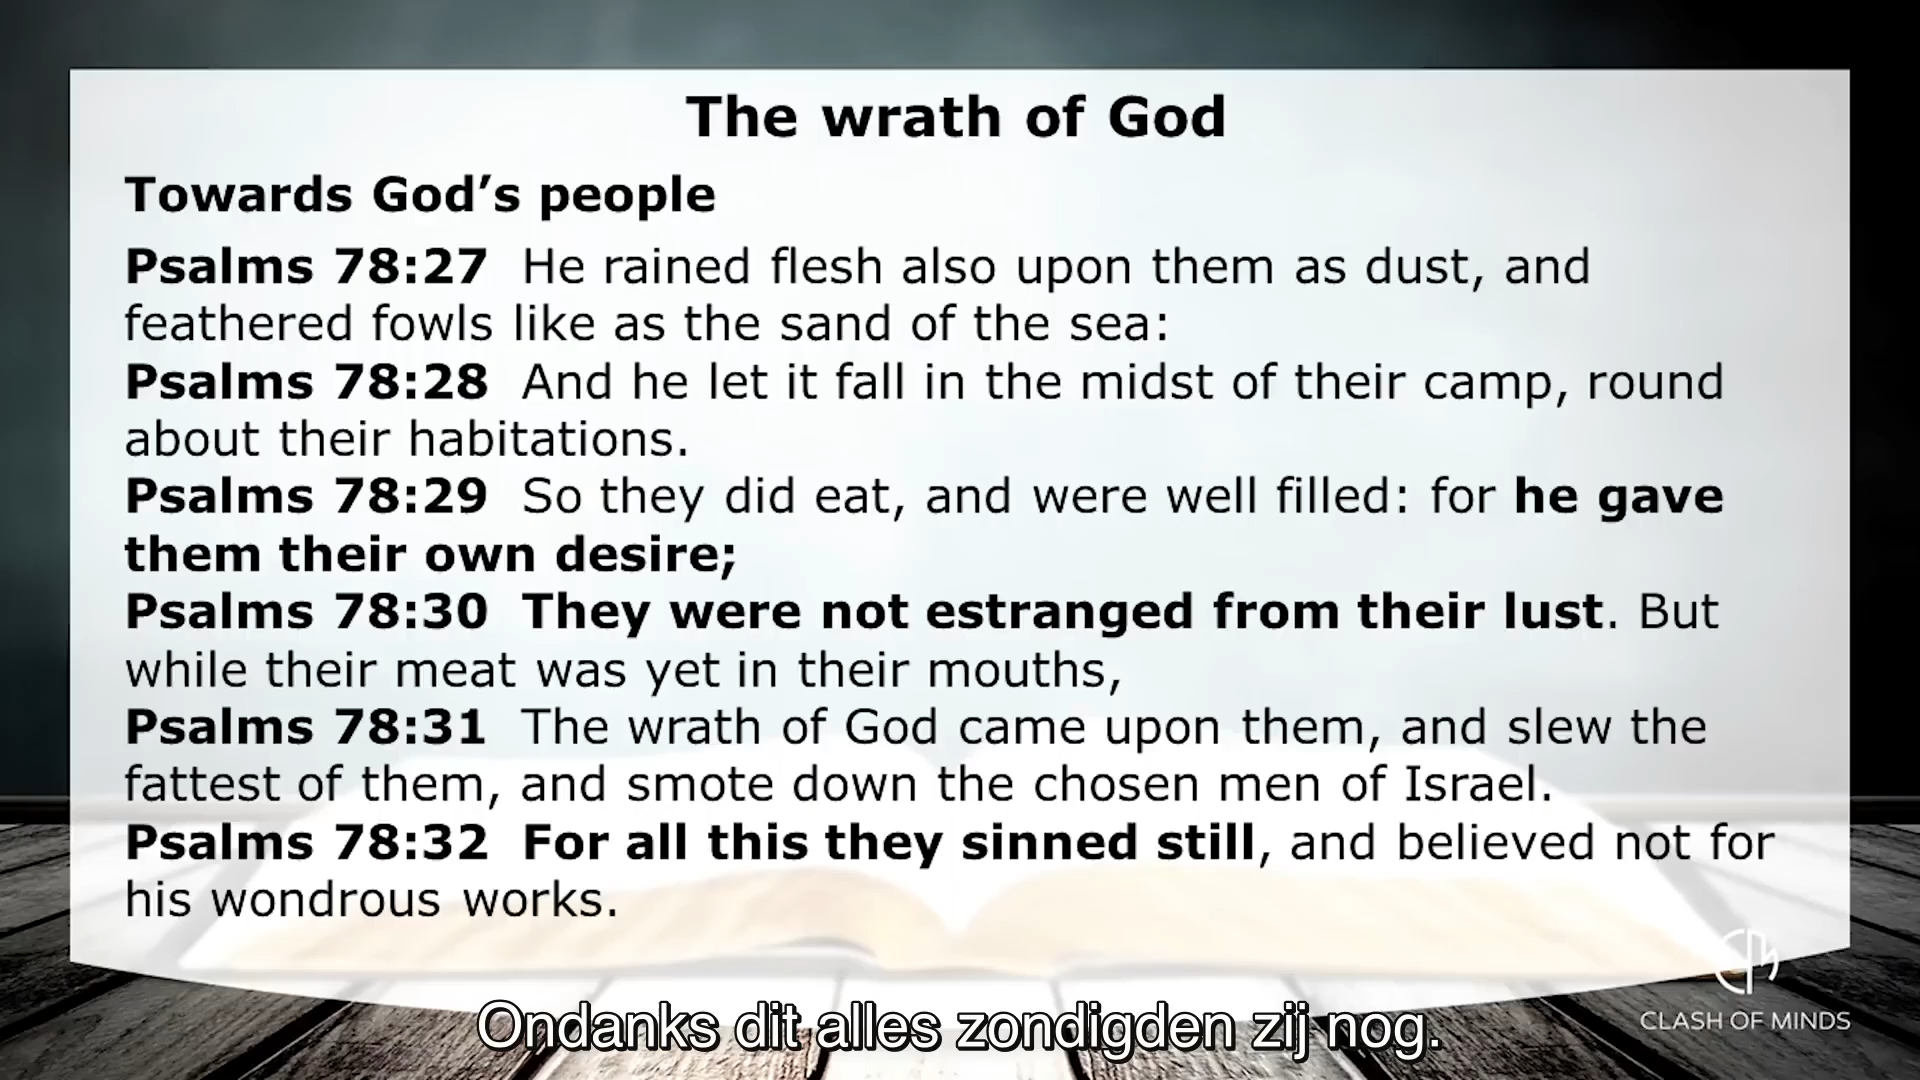 The wrath of God
Towards God’s people
Psalms 78:27 He rained flesh also upon them as dust, and
feathered fowls like as the sand of the sea:
Psalms 78:28 And he let it fall in the midst of their camp, round
about their habitations.
Psalms 78:29 So they did eat, and were well filled: for he gave
them their own desire;
Psalms 78:30 They were not estranged from their lust. But
while their meat was yet in their mouths,
Psalms 78:31 The wrath of God came upon them, and slew the
fattest of them, and smote down the chosen men of Israel.
Psalms 78:32 For all this they sinned still, and believed not for
his wondrous works.
CLASH OF MINDS
Ondanks dit alles zondigden zij nog.